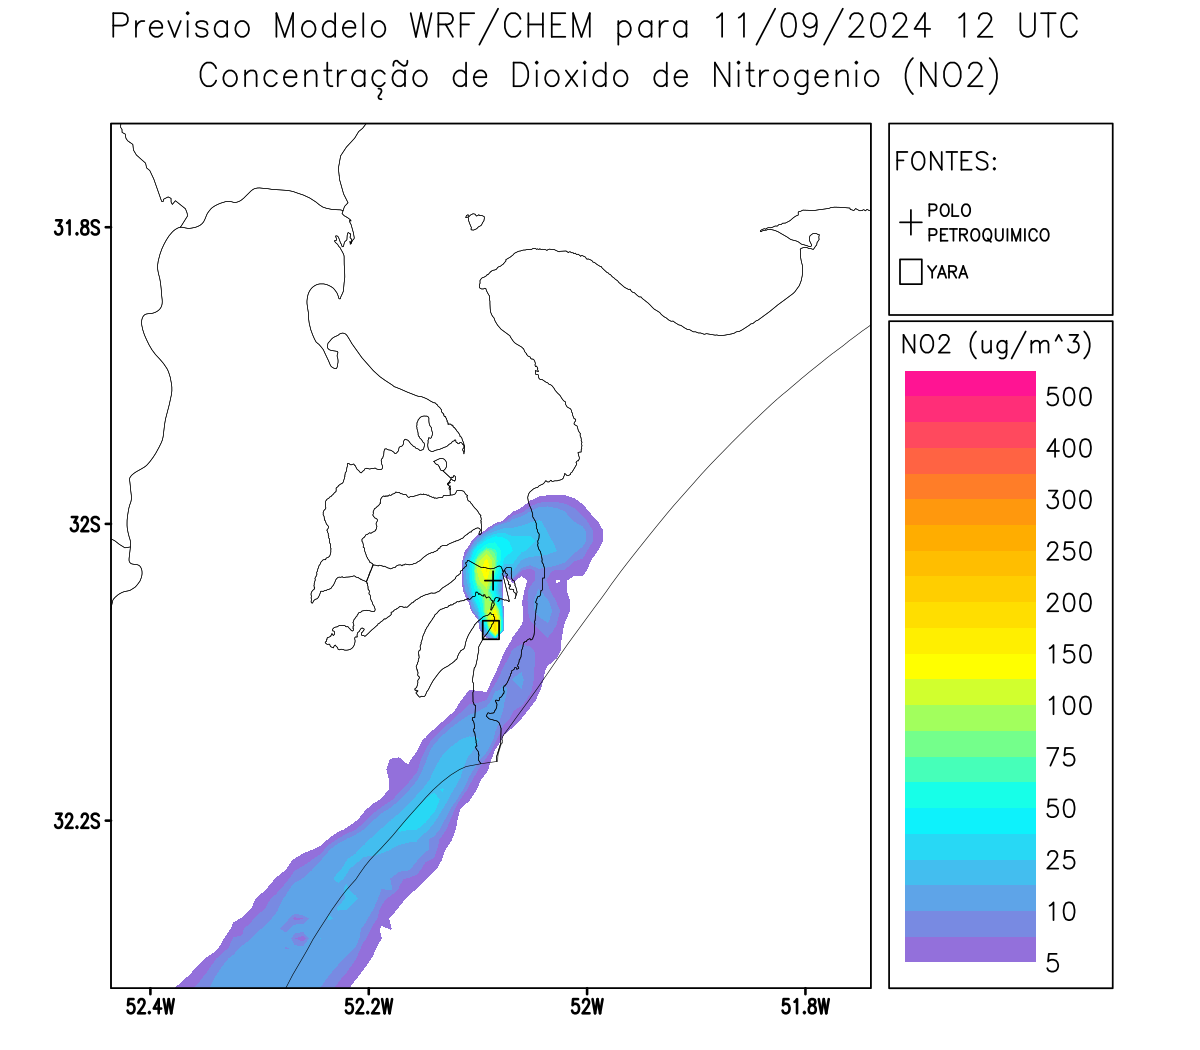 Previsao Modelo WRF/CHEM para 11/09/2024 12 UTC
Concentração de Dioxido de Nitrogenio (NO2)
FONTES:
POLO
PETROQUIMICO
YARA
NO2 (ug/m^3)
500
400
300
250
200
150
100
75
50
25
10
5
31.8S
32S
32.2S
52.4W
52.2W
52W
51.8W